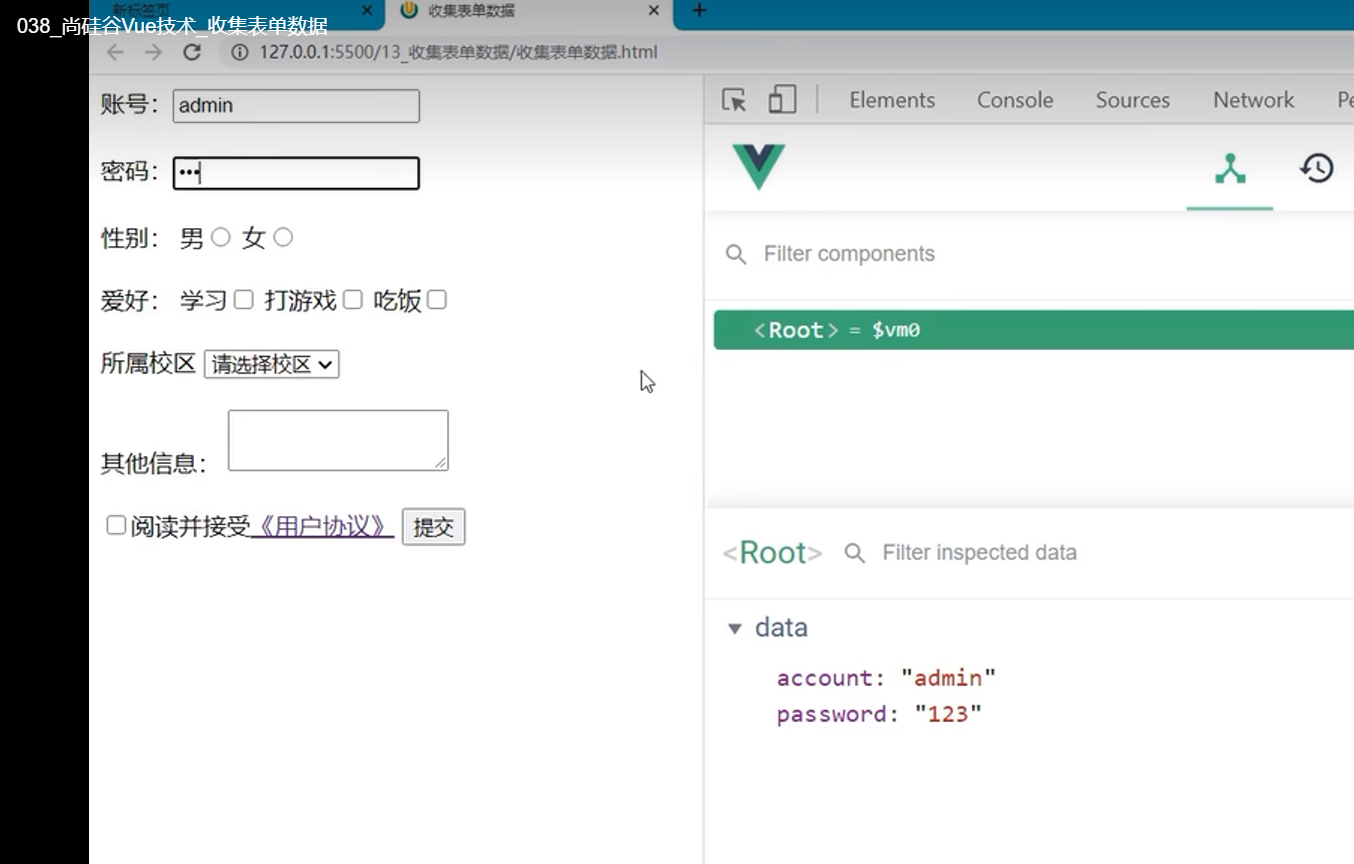 新标签页
收集表单数据
038_尚硅谷Vue技术_收集表单数据
127.0.0.1:5500/13_收集表单数据/收集表单数据.html
账号： admin
密码： •••
性别： 男 女
爱好： 学习 打游戏 吃饭
所属校区 请选择校区
其他信息：
阅读并接受《用户协议》 提交
Elements Console Sources Network Pe
Filter components
<Root> = $vm0
<Root> Filter inspected data
data
account: "admin"
password: "123"